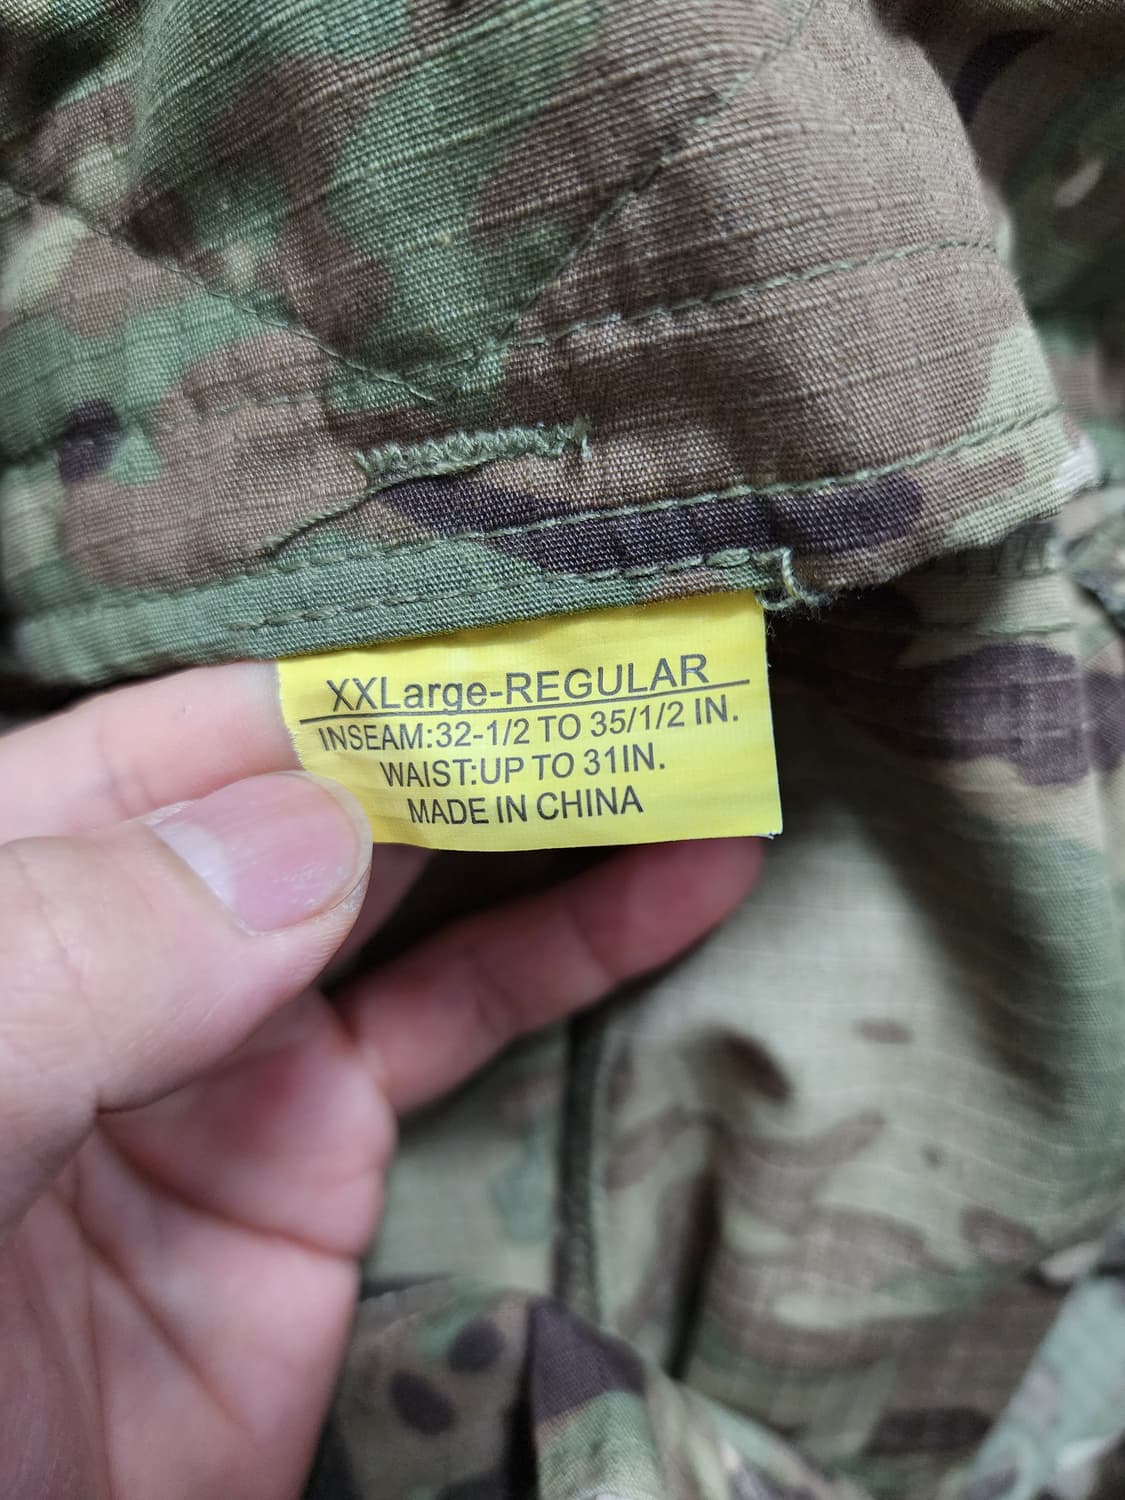 XXLarge-REGULAR
INSEAM:32-1/2 TO 35/1/2 IN.
WAIST:UP TO 31IN.
MADE IN CHINA